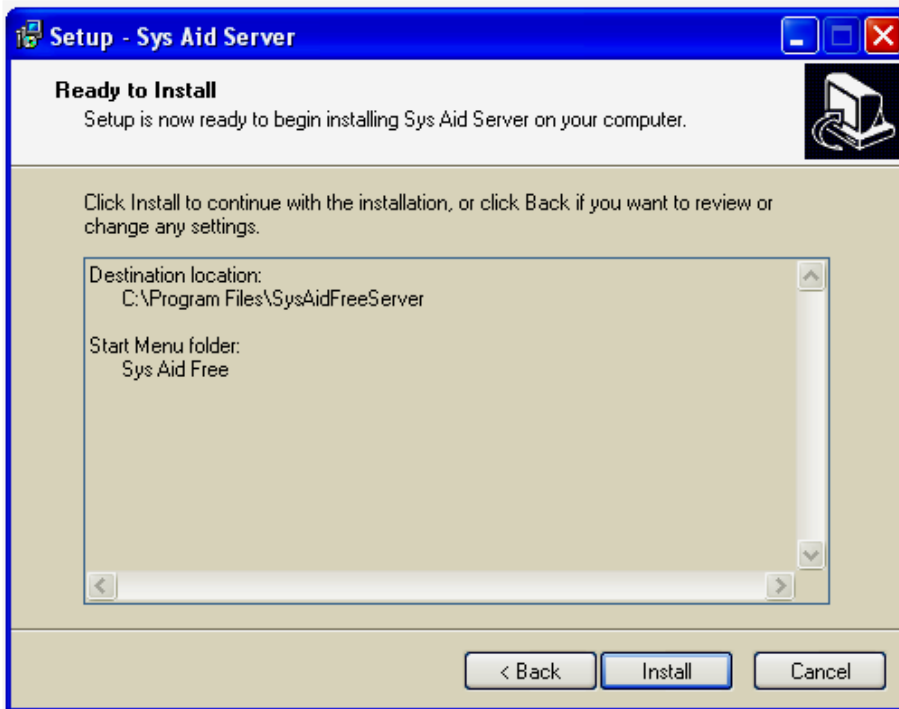 Setup - Sys Aid Server
Ready to Install
Setup is now ready to begin installing Sys Aid Server on your computer.
Click Install to continue with the installation, or click Back if you want to review or
change any settings.
Destination location:
C:\Program Files\SysAidFreeServer
Start Menu folder:
Sys Aid Free
< Back
Install
Cancel